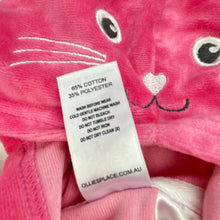 65% COTTON
35% POLYESTER
WASH BEFORE WEAR
COLD GENTLE MACHINE WASH
DO NOT BLEACH
DO NOT TUMBLE DRY
DO NOT IRON
DO NOT DRY CLEAN (X)
OLLIESPLACE.COM.AU